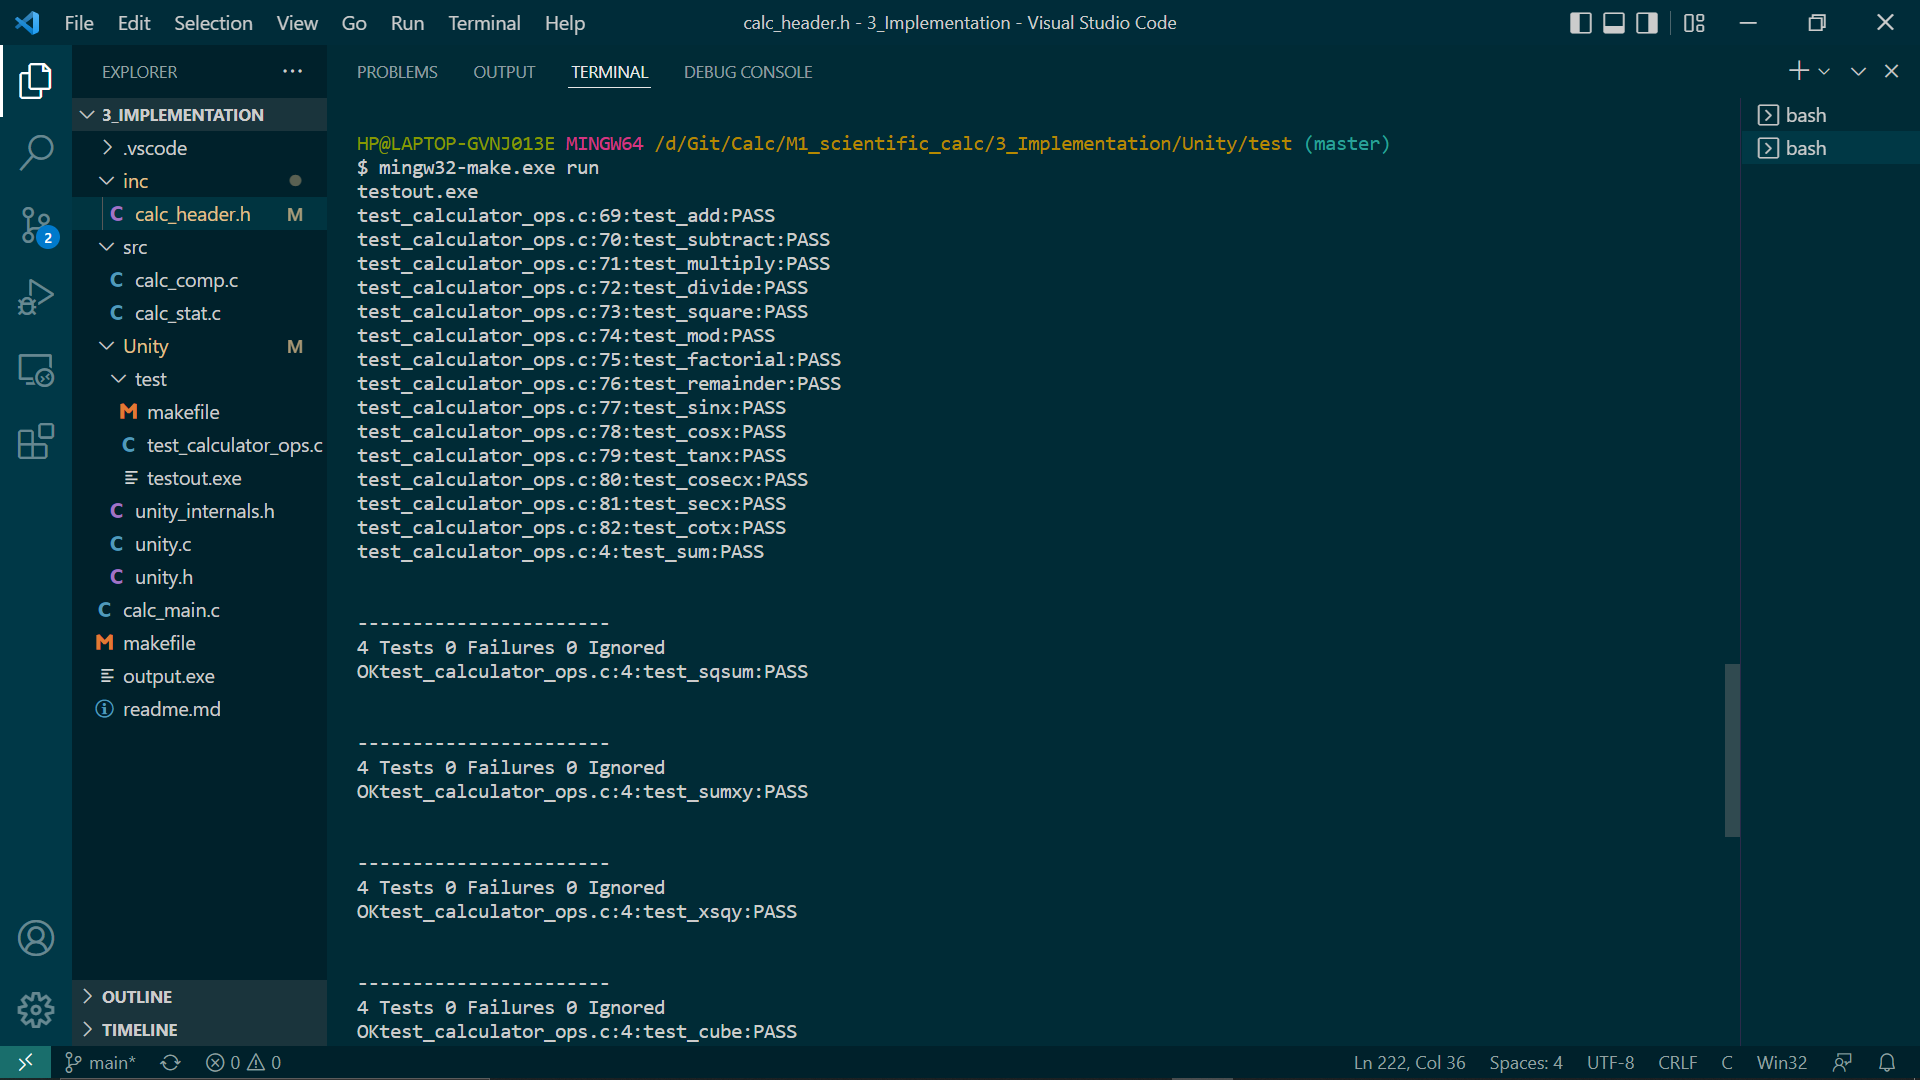 File Edit Selection View Go Run Terminal Help
calc_header.h - 3_Implementation - Visual Studio Code
EXPLORER
3_IMPLEMENTATION
.vscode
inc
C calc_header.h M
src
C calc_comp.c
C calc_stat.c
Unity M
test
M makefile
C test_calculator_ops.c
testout.exe
C unity_internals.h
C unity.c
C unity.h
C calc_main.c
M makefile
output.exe
readme.md
OUTLINE
TIMELINE
2
PROBLEMS OUTPUT TERMINAL DEBUG CONSOLE
HP@LAPTOP-GVNJ013E MINGW64 /d/Git/Calc/M1_scientific_calc/3_Implementation/Unity/test (master)
$ mingw32-make.exe run
testout.exe
test_calculator_ops.c:69:test_add:PASS
test_calculator_ops.c:70:test_subtract:PASS
test_calculator_ops.c:71:test_multiply:PASS
test_calculator_ops.c:72:test_divide:PASS
test_calculator_ops.c:73:test_square:PASS
test_calculator_ops.c:74:test_mod:PASS
test_calculator_ops.c:75:test_factorial:PASS
test_calculator_ops.c:76:test_remainder:PASS
test_calculator_ops.c:77:test_sinx:PASS
test_calculator_ops.c:78:test_cosx:PASS
test_calculator_ops.c:79:test_tanx:PASS
test_calculator_ops.c:80:test_cosecx:PASS
test_calculator_ops.c:81:test_secx:PASS
test_calculator_ops.c:82:test_cotx:PASS
test_calculator_ops.c:4:test_sum:PASS
-----------------------
4 Tests 0 Failures 0 Ignored
OKtest_calculator_ops.c:4:test_sqsum:PASS
-----------------------
4 Tests 0 Failures 0 Ignored
OKtest_calculator_ops.c:4:test_sumxy:PASS
-----------------------
4 Tests 0 Failures 0 Ignored
OKtest_calculator_ops.c:4:test_xsqy:PASS
-----------------------
4 Tests 0 Failures 0 Ignored
OKtest_calculator_ops.c:4:test_cube:PASS
bash
bash
main* 0 0
Ln 222, Col 36 Spaces: 4 UTF-8 CRLF C Win32